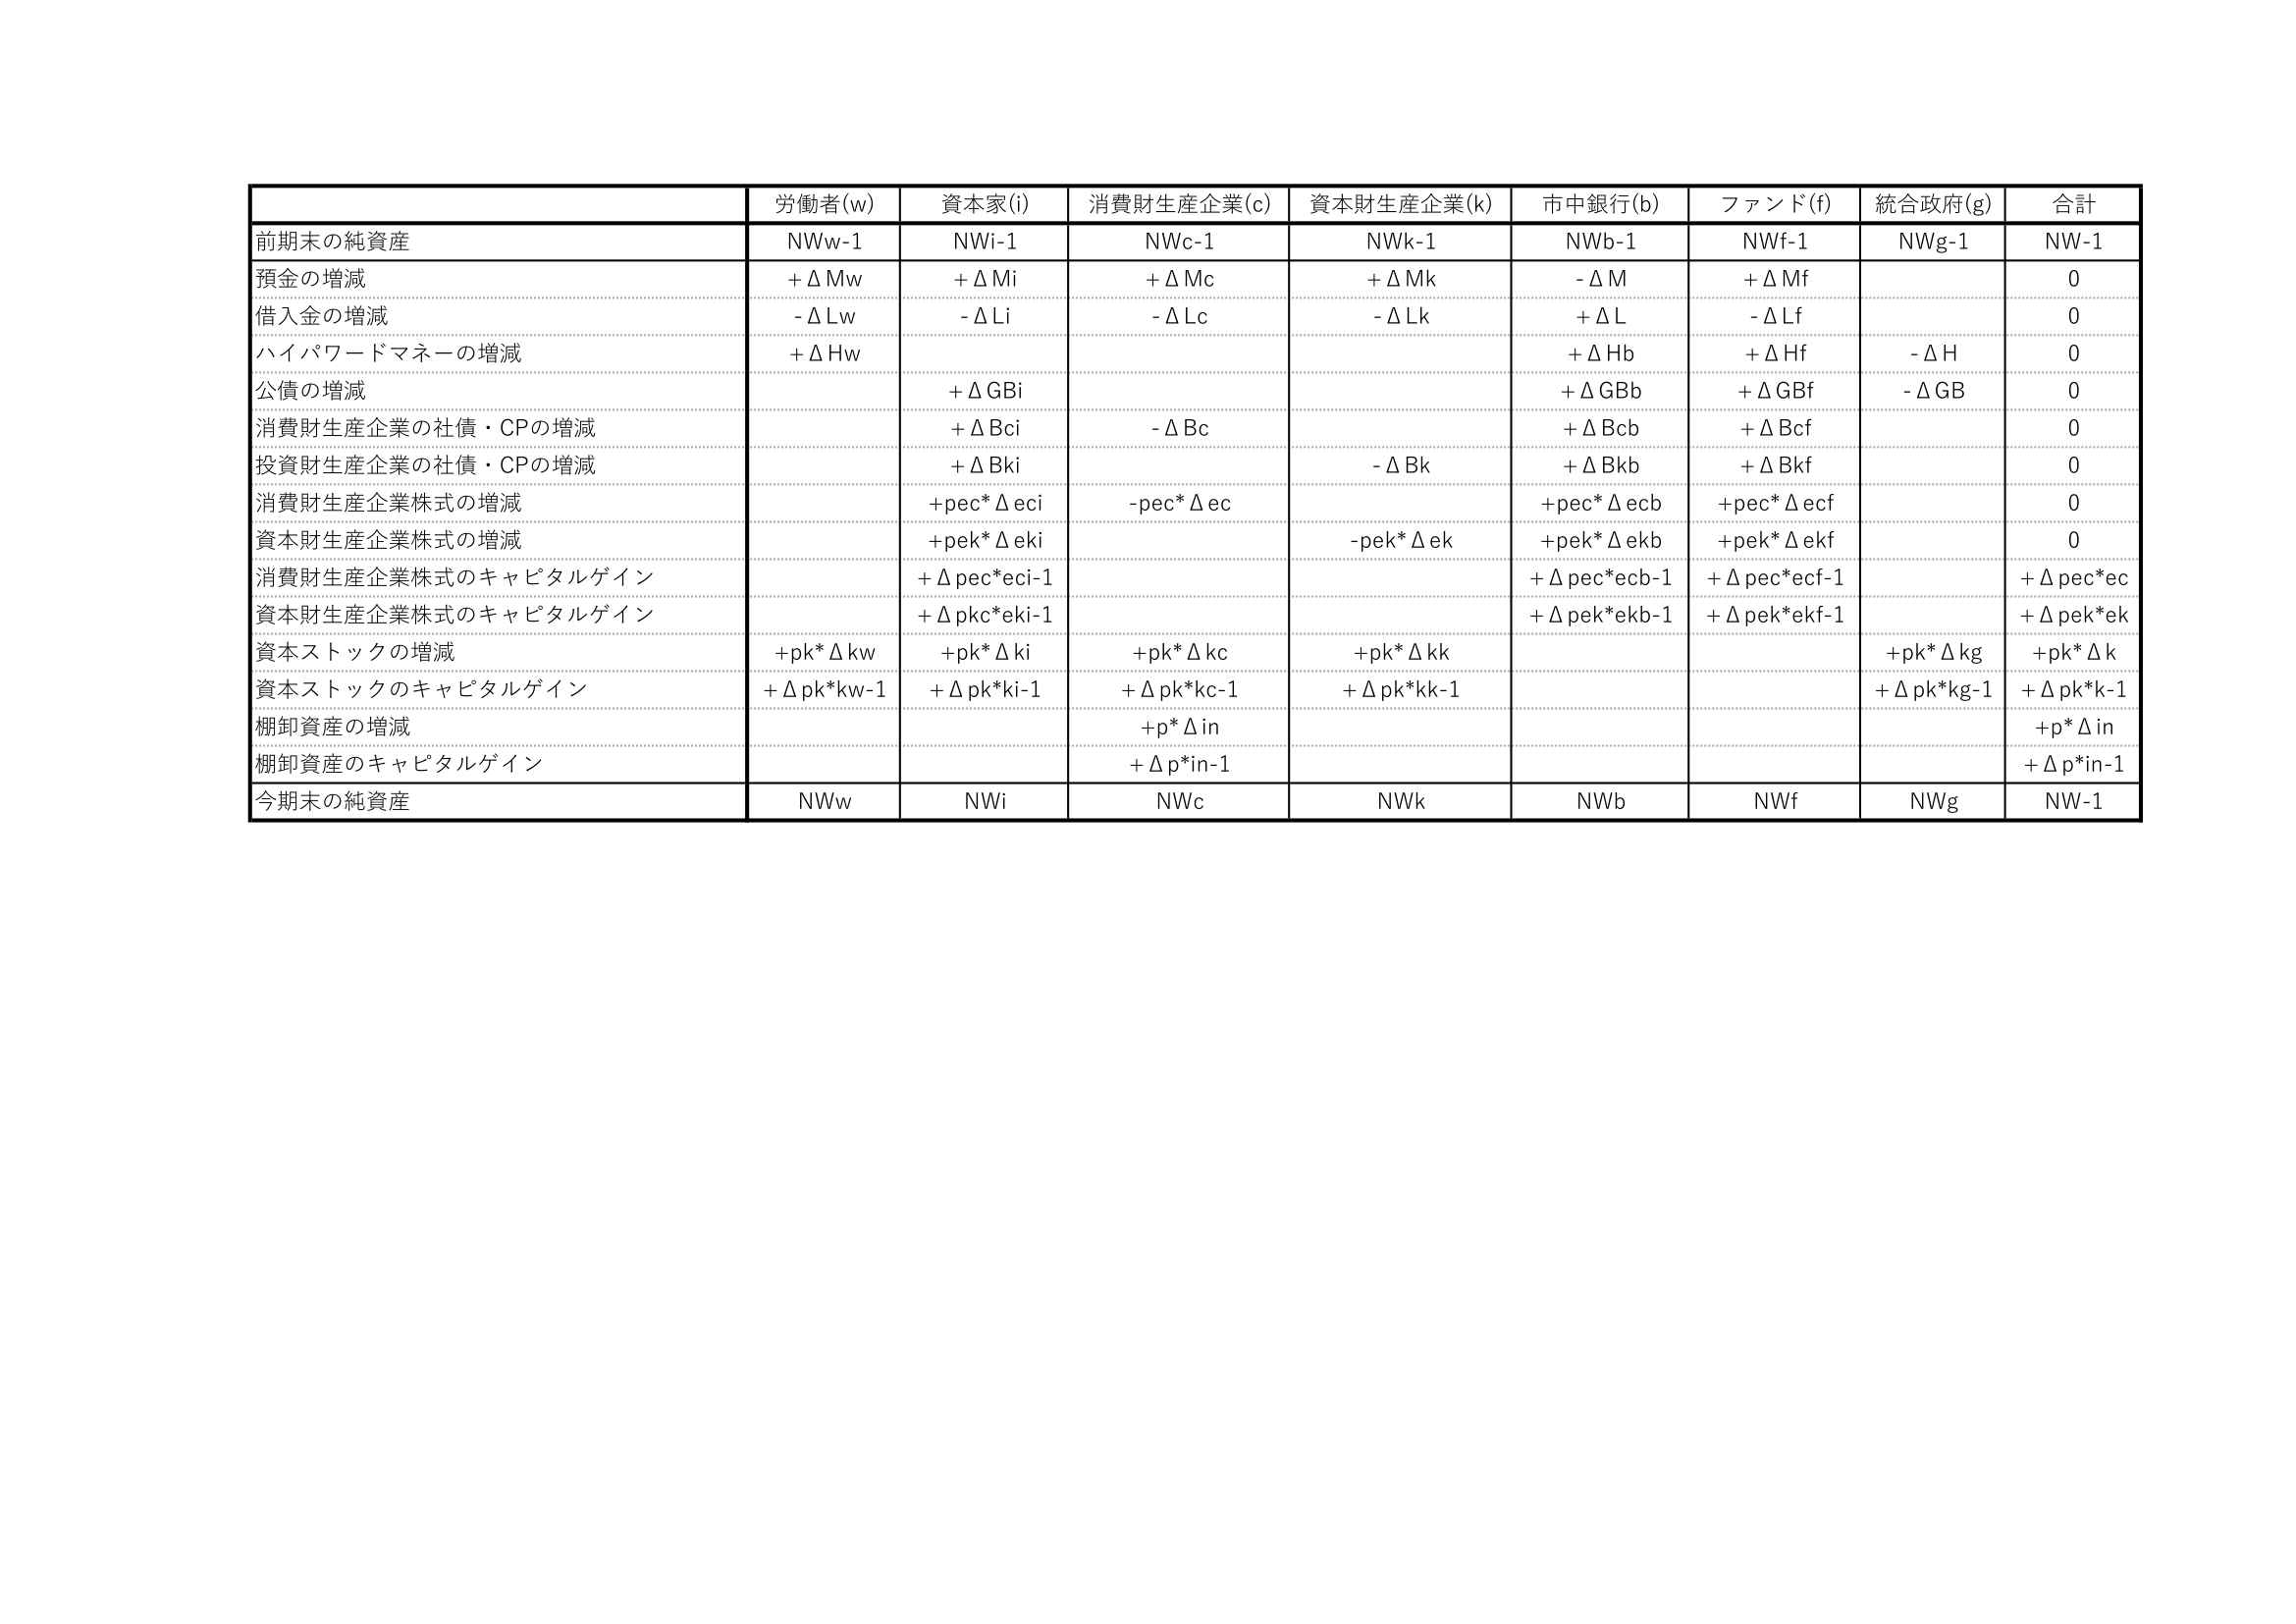 労働者(w) 資本家(i) 消費財生産企業(c) 資本財生産企業(k) 市中銀行(b) ファンド(f) 統合政府(g) 合計
前期末の純資産 NWw-1 NWi-1 NWc-1 NWk-1 NWb-1 NWf-1 NWg-1 NW-1
預金の増減 +ΔMw +ΔMi +ΔMc +ΔMk -ΔM +ΔMf 0
借入金の増減 -ΔLw -ΔLi -ΔLc -ΔLk +ΔL -ΔLf 0
ハイパワードマネーの増減 +ΔHw +ΔHb +ΔHf -ΔH 0
公債の増減 +ΔGBi +ΔGBb +ΔGBf -ΔGB 0
消費財生産企業の社債・CPの増減 +ΔBci -ΔBc +ΔBcb +ΔBcf 0
投資財生産企業の社債・CPの増減 +ΔBki -ΔBk +ΔBkb +ΔBkf 0
消費財生産企業株式の増減 +pec*Δeci -pec*Δec +pec*Δecb +pec*Δecf 0
資本財生産企業株式の増減 +pek*Δeki -pek*Δek +pek*Δekb +pek*Δekf 0
消費財生産企業株式のキャピタルゲイン +Δpec*eci-1 +Δpec*ecb-1 +Δpec*ecf-1 +Δpec*ec
資本財生産企業株式のキャピタルゲイン +Δpkc*eki-1 +Δpek*ekb-1 +Δpek*ekf-1 +Δpek*ek
資本ストックの増減 +pk*Δkw +pk*Δki +pk*Δkc +pk*Δkk +pk*Δkg +pk*Δk
資本ストックのキャピタルゲイン +Δpk*kw-1 +Δpk*ki-1 +Δpk*kc-1 +Δpk*kk-1 +Δpk*kg-1 +Δpk*k-1
棚卸資産の増減 +p*Δin +p*Δin
棚卸資産のキャピタルゲイン +Δp*in-1 +Δp*in-1
今期末の純資産 NWw NWi NWc NWk NWb NWf NWg NW-1